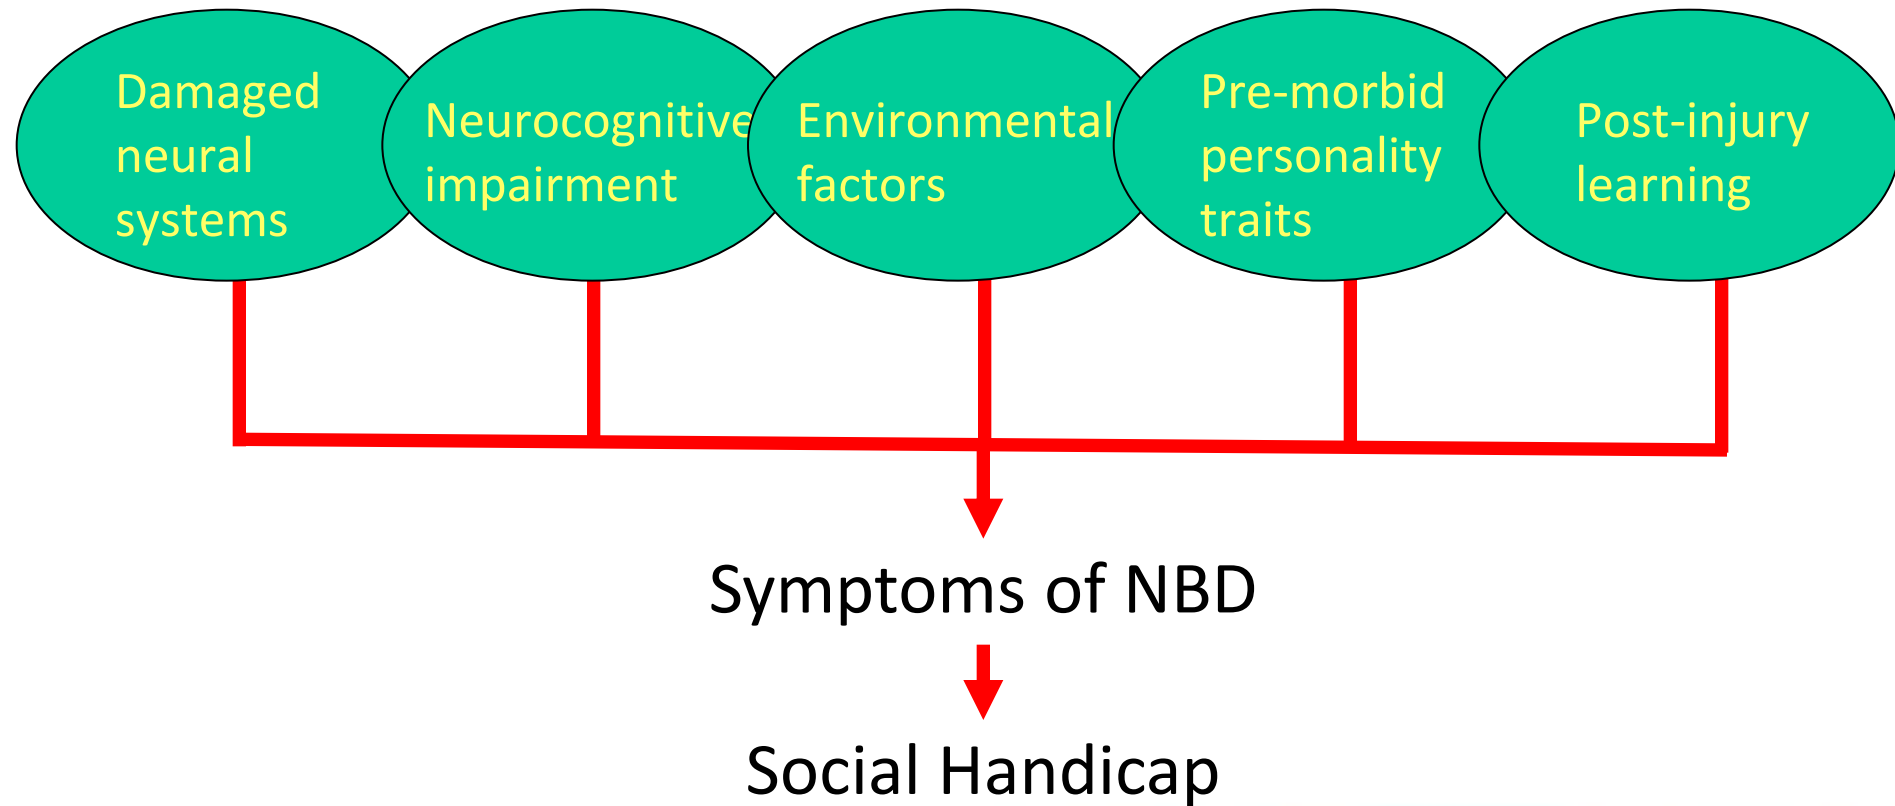 Damaged
neural
systems
Neurocognitive
impairment
Environmental
factors
Pre-morbid
personality
traits
Post-injury
learning
Symptoms of NBD
Social Handicap